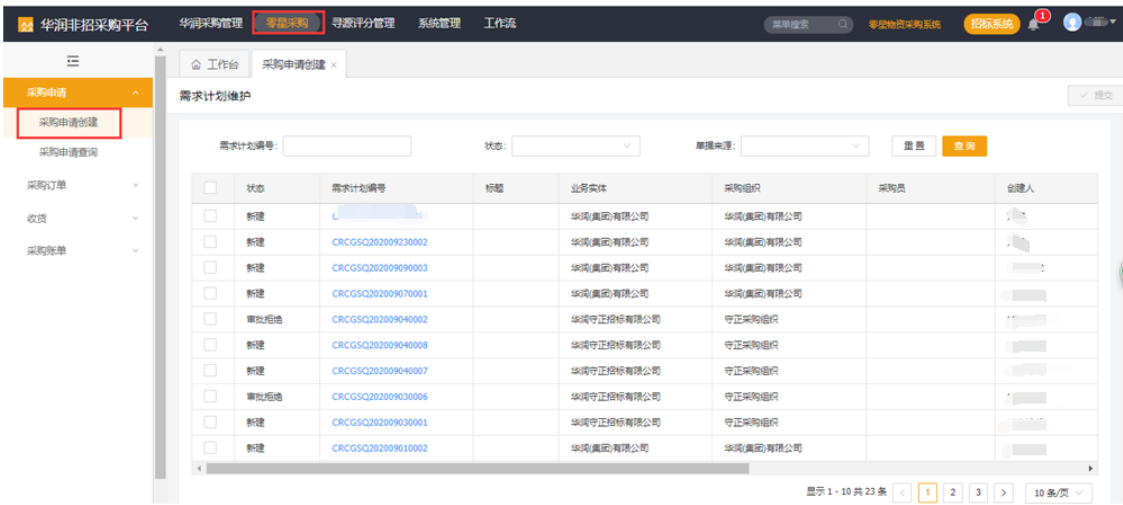 华润非招采购平台 华润采购管理 零星采购 寻源评分管理 系统管理 工作流 菜单搜索 零星物资采购系统 招标系统 1
工作台 采购申请创建 ×
采购申请
采购申请创建
采购申请查询
采购订单
收货
采购账单
需求计划维护 提交
需求计划编号: 状态: 单据来源: 重置 查询
状态 需求计划编号 标题 业务实体 采购组织 采购员 创建人
新建 华润(集团)有限公司 华润(集团)有限公司
新建 CRCGSQ202009230002 华润(集团)有限公司 华润(集团)有限公司
新建 CRCGSQ202009090003 华润(集团)有限公司 华润(集团)有限公司
新建 CRCGSQ202009070001 华润(集团)有限公司 华润(集团)有限公司
审批拒绝 CRCGSQ202009040002 华润守正招标有限公司 守正采购组织
新建 CRCGSQ202009040008 华润守正招标有限公司 守正采购组织
新建 CRCGSQ202009040007 华润守正招标有限公司 守正采购组织
审批拒绝 CRCGSQ202009030006 华润守正招标有限公司 守正采购组织
新建 CRCGSQ202009030001 华润守正招标有限公司 守正采购组织
新建 CRCGSQ202009010002 华润(集团)有限公司 华润(集团)有限公司
显示 1 - 10 共 23 条 < 1 2 3 > 10 条/页